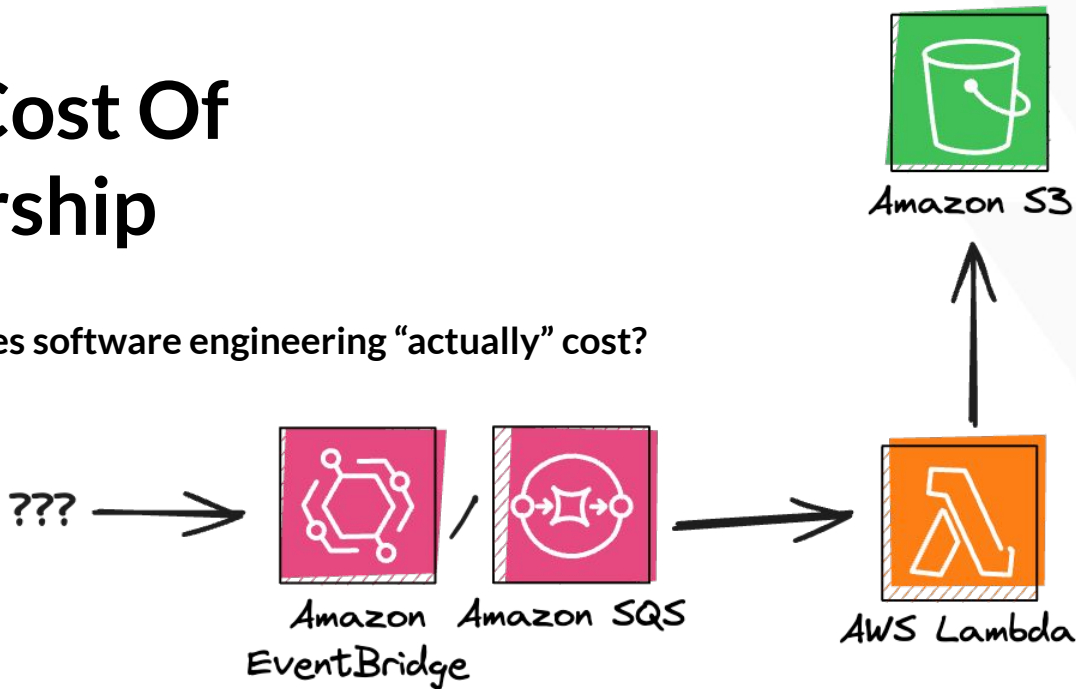 Cost Of
rship
es software engineering “actually” cost?
Amazon S3
???
/
Amazon
EventBridge
Amazon SQS
AWS Lambda